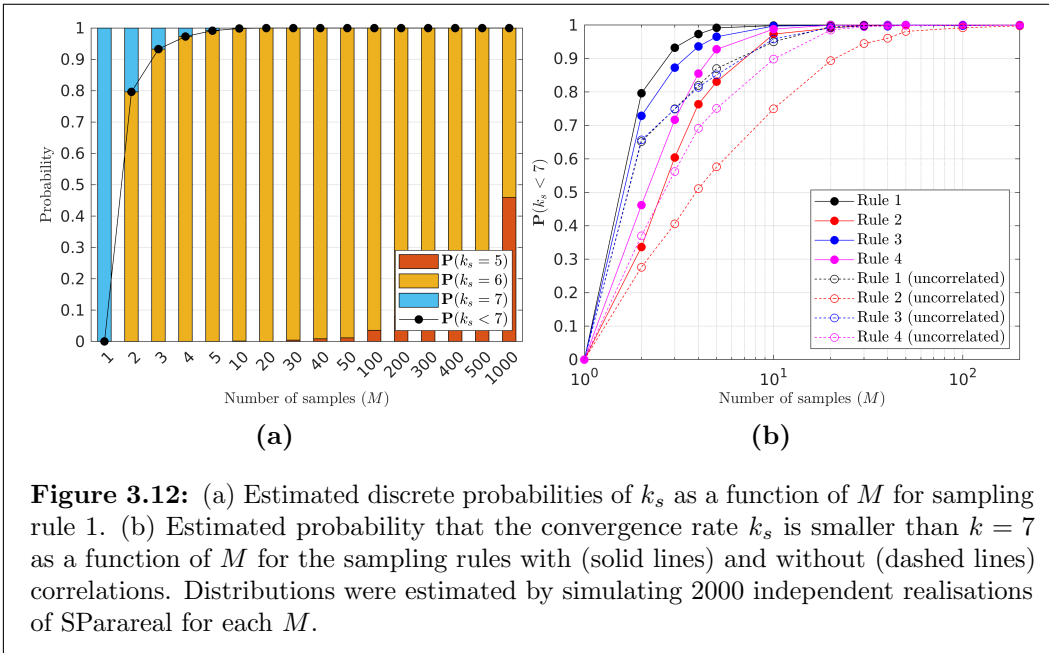 1
0.9
0.8
0.7
0.6
0.5
0.4
0.3
0.2
0.1
0
Probability
P(k_s = 5)
P(k_s = 6)
P(k_s = 7)
P(k_s < 7)
1 2 3 4 5 10 20 30 40 50 100 200 300 400 500 1000
Number of samples (M)
(a)
1
0.9
0.8
0.7
0.6
0.5
0.4
0.3
0.2
0.1
0
P(k_s < 7)
Rule 1
Rule 2
Rule 3
Rule 4
Rule 1 (uncorrelated)
Rule 2 (uncorrelated)
Rule 3 (uncorrelated)
Rule 4 (uncorrelated)
10^0 10^1 10^2
Number of samples (M)
(b)
Figure 3.12: (a) Estimated discrete probabilities of k_s as a function of M for sampling
rule 1. (b) Estimated probability that the convergence rate k_s is smaller than k = 7
as a function of M for the sampling rules with (solid lines) and without (dashed lines)
correlations. Distributions were estimated by simulating 2000 independent realisations
of SParareal for each M.